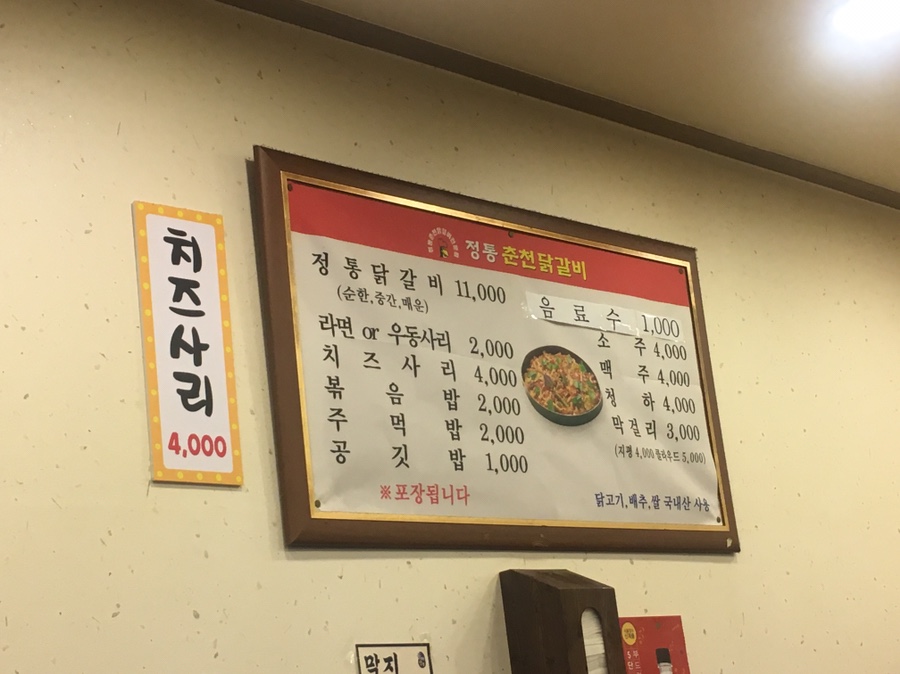 치즈사리
4,000
정통 춘천닭갈비
정통닭갈비 11,000
(순한,중간,매운)
라면 or 우동사리 2,000
치즈사리 4,000
볶음밥 2,000
주먹밥 2,000
공깃밥 1,000
※포장됩니다
음료수 1,000
소주 4,000
맥주 4,000
청하 4,000
막걸리 3,000
(지평 4,000 클라우드 5,000)
닭고기,배추,쌀 국내산 사용
막지